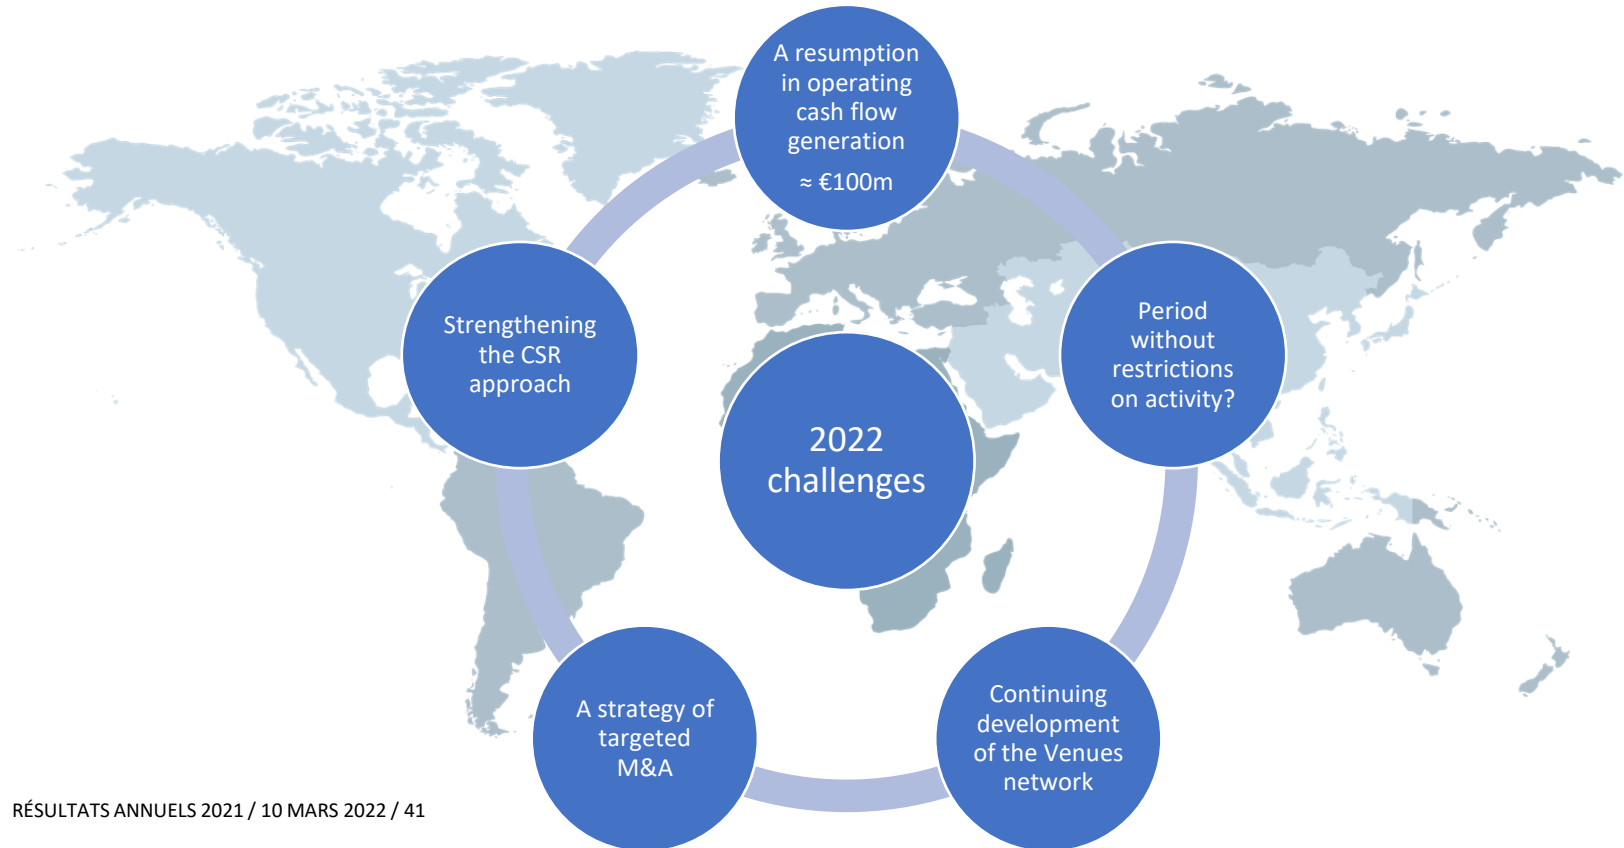 A resumption
in operating
cash flow
generation
≈ €100m
Period
without
restrictions
on activity?
Continuing
development
of the Venues
network
A strategy of
targeted
M&A
Strengthening
the CSR
approach
2022
challenges
RÉSULTATS ANNUELS 2021 / 10 MARS 2022 / 41